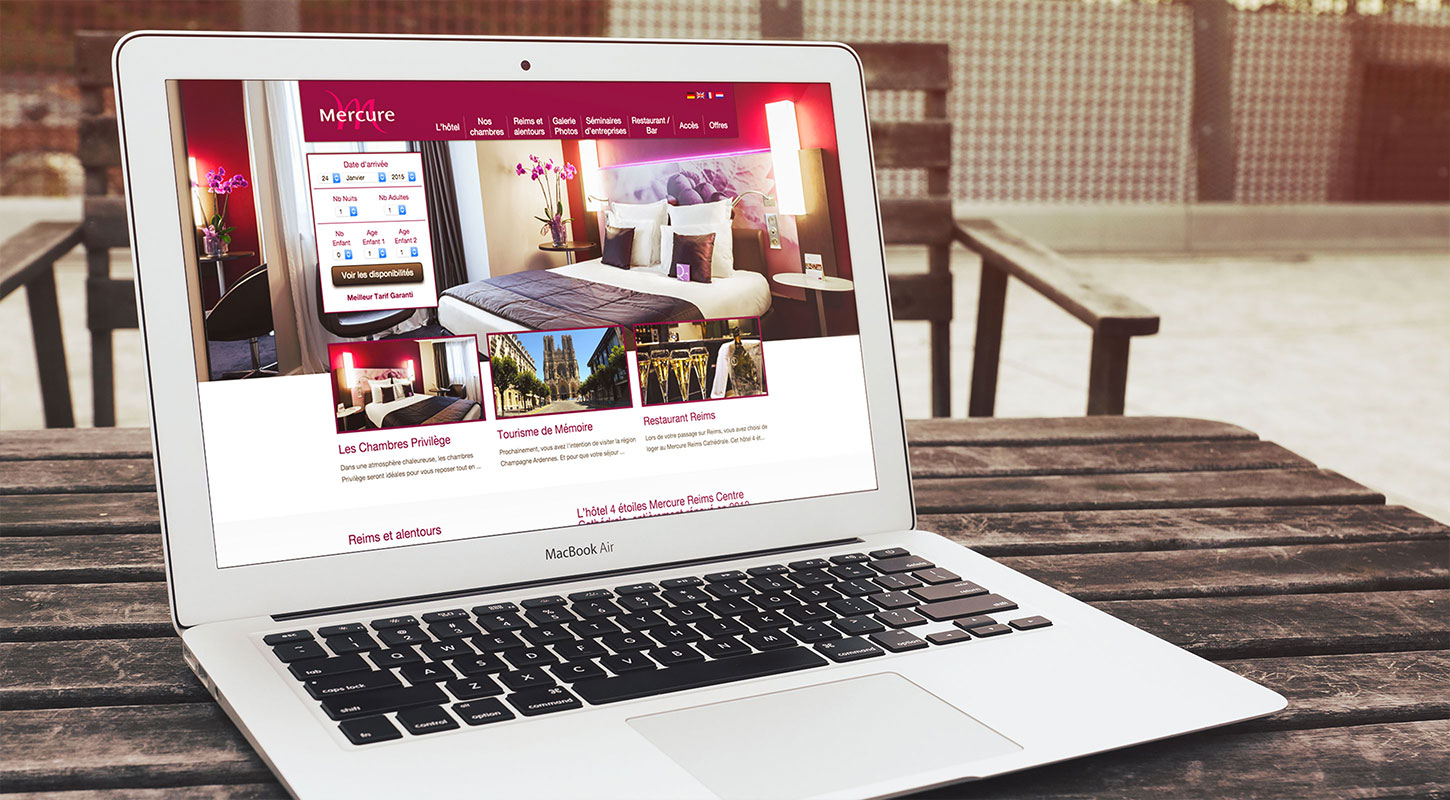 Mercure
L'hôtel
Nos
chambres
Reims et
alentours
Galerie
Photos
Séminaires
d'entreprises
Restaurant /
Bar
Accès
Offres
Date d'arrivée
24 Janvier 2015
Nb Nuits Nb Adultes
1 1
Nb
Enfant
Age
Enfant 1
Age
Enfant 2
0 1 1
Voir les disponibilités
Meilleur Tarif Garanti
Les Chambres Privilège
Dans une atmosphère chaleureuse, les chambres
Privilège seront idéales pour vous reposer tout en ...
Tourisme de Mémoire
Prochainement, vous avez l'intention de visiter la région
Champagne Ardennes. Et pour que votre séjour ...
Restaurant Reims
Lors de votre passage sur Reims, vous avez choisi de
loger au Mercure Reims Cathédrale. Cet hôtel 4 ét...
Reims et alentours
L'hôtel 4 étoiles Mercure Reims Centre
MacBook Air
esc
tab
Q W E R T Y U I O P
caps lock
A S D F G H J K L
return
shift
Z X C V B N M
shift
fn
control
alt
option
⌘
command
⌘
command
option